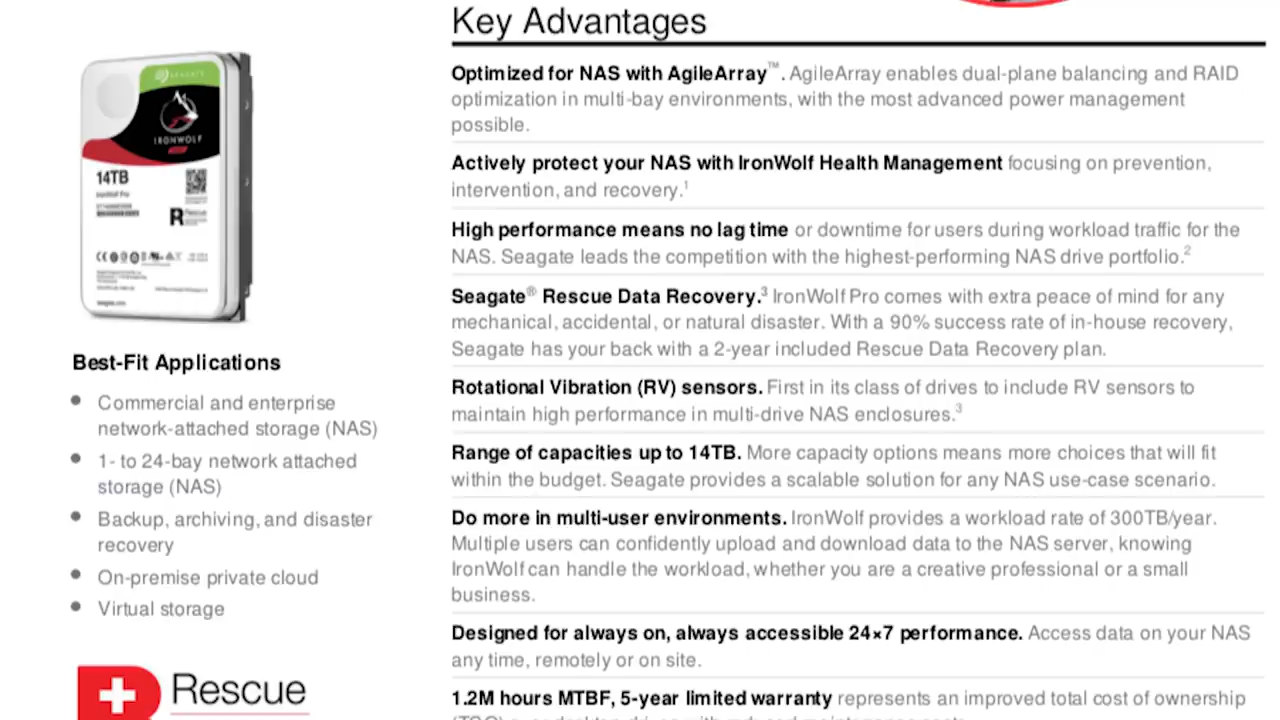 Key Advantages
SEAGATE
IRONWOLF
14TB
IronWolf Pro
Rescue
seagate.com
Best-Fit Applications
Commercial and enterprise
network-attached storage (NAS)
1- to 24-bay network attached
storage (NAS)
Backup, archiving, and disaster
recovery
On-premise private cloud
Virtual storage
Rescue
Optimized for NAS with AgileArray™. AgileArray enables dual-plane balancing and RAID
optimization in multi-bay environments, with the most advanced power management
possible.
Actively protect your NAS with IronWolf Health Management focusing on prevention,
intervention, and recovery.1
High performance means no lag time or downtime for users during workload traffic for the
NAS. Seagate leads the competition with the highest-performing NAS drive portfolio.2
Seagate® Rescue Data Recovery.3 IronWolf Pro comes with extra peace of mind for any
mechanical, accidental, or natural disaster. With a 90% success rate of in-house recovery,
Seagate has your back with a 2-year included Rescue Data Recovery plan.
Rotational Vibration (RV) sensors. First in its class of drives to include RV sensors to
maintain high performance in multi-drive NAS enclosures.3
Range of capacities up to 14TB. More capacity options means more choices that will fit
within the budget. Seagate provides a scalable solution for any NAS use-case scenario.
Do more in multi-user environments. IronWolf provides a workload rate of 300TB/year.
Multiple users can confidently upload and download data to the NAS server, knowing
IronWolf can handle the workload, whether you are a creative professional or a small
business.
Designed for always on, always accessible 24×7 performance. Access data on your NAS
any time, remotely or on site.
1.2M hours MTBF, 5-year limited warranty represents an improved total cost of ownership